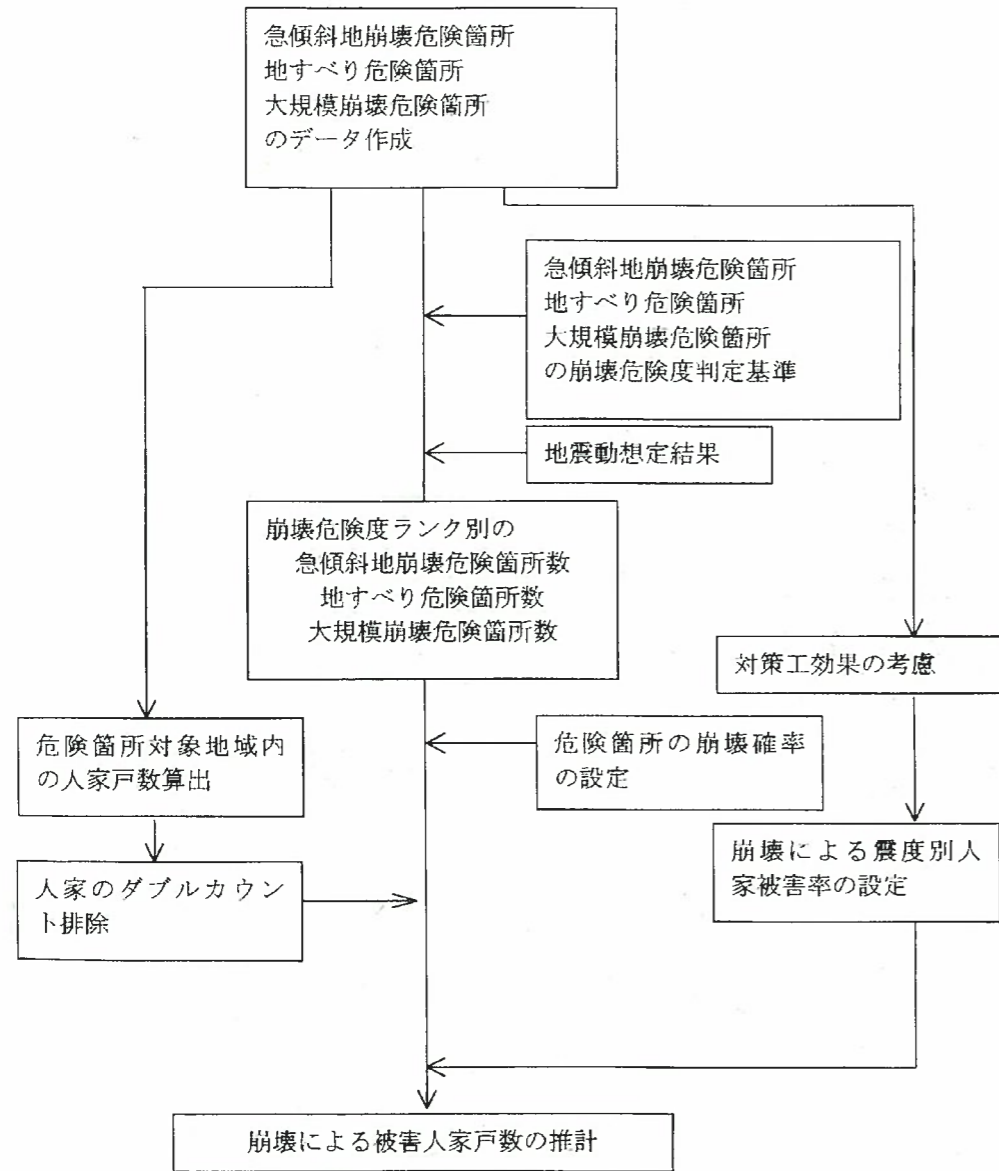 急傾斜地崩壊危険箇所
地すべり危険箇所
大規模崩壊危険箇所
のデータ作成
急傾斜地崩壊危険箇所
地すべり危険箇所
大規模崩壊危険箇所
の崩壊危険度判定基準
地震動想定結果
崩壊危険度ランク別の
急傾斜地崩壊危険箇所数
地すべり危険箇所数
大規模崩壊危険箇所数
対策工効果の考慮
危険箇所対象地域内
の人家戸数算出
危険箇所の崩壊確率
の設定
人家のダブルカウン
ト排除
崩壊による震度別人
家被害率の設定
崩壊による被害人家戸数の推計